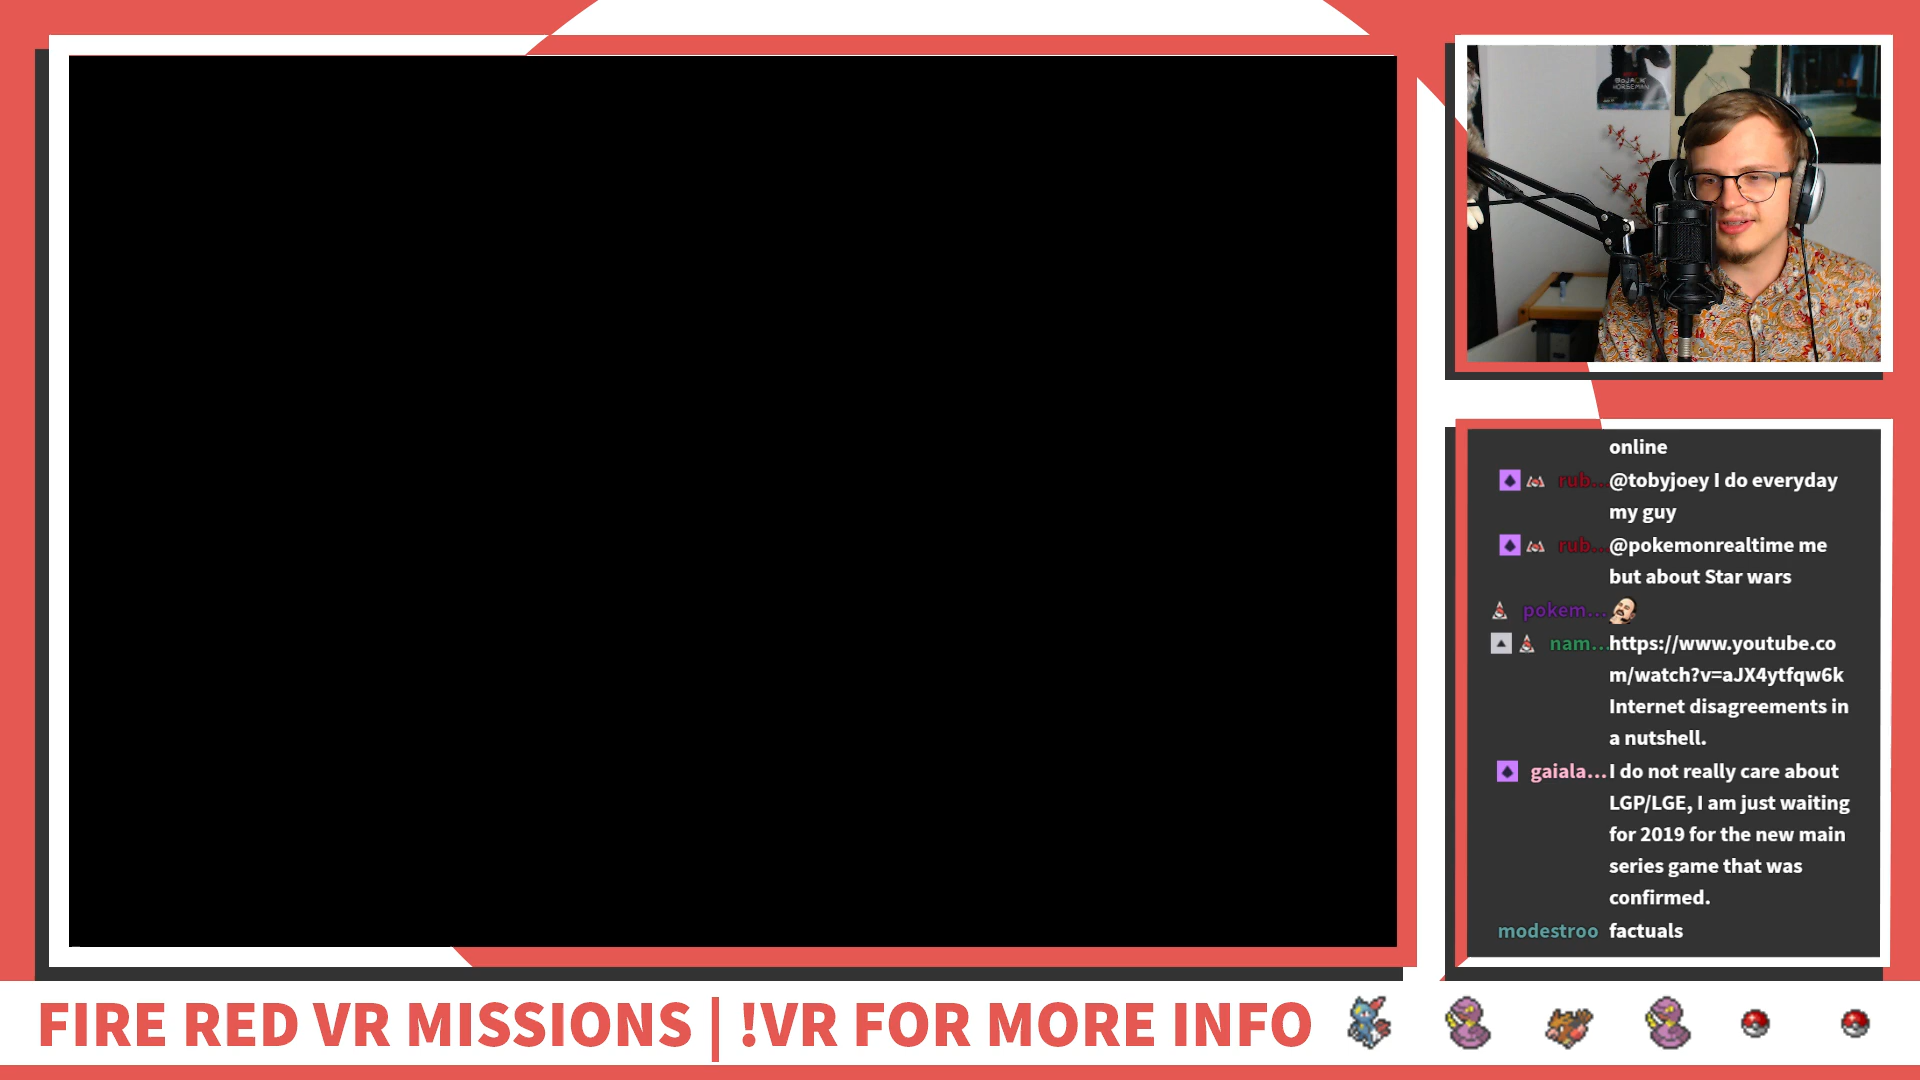 BoJACK
HORSEMAN
online
rub... @tobyjoey I do everyday
my guy
rub... @pokemonrealtime me
but about Star wars
pokem...
nam... https://www.youtube.co
m/watch?v=aJX4ytfqw6k
Internet disagreements in
a nutshell.
gaiala... I do not really care about
LGP/LGE, I am just waiting
for 2019 for the new main
series game that was
confirmed.
modestroo factuals
FIRE RED VR MISSIONS | !VR FOR MORE INFO